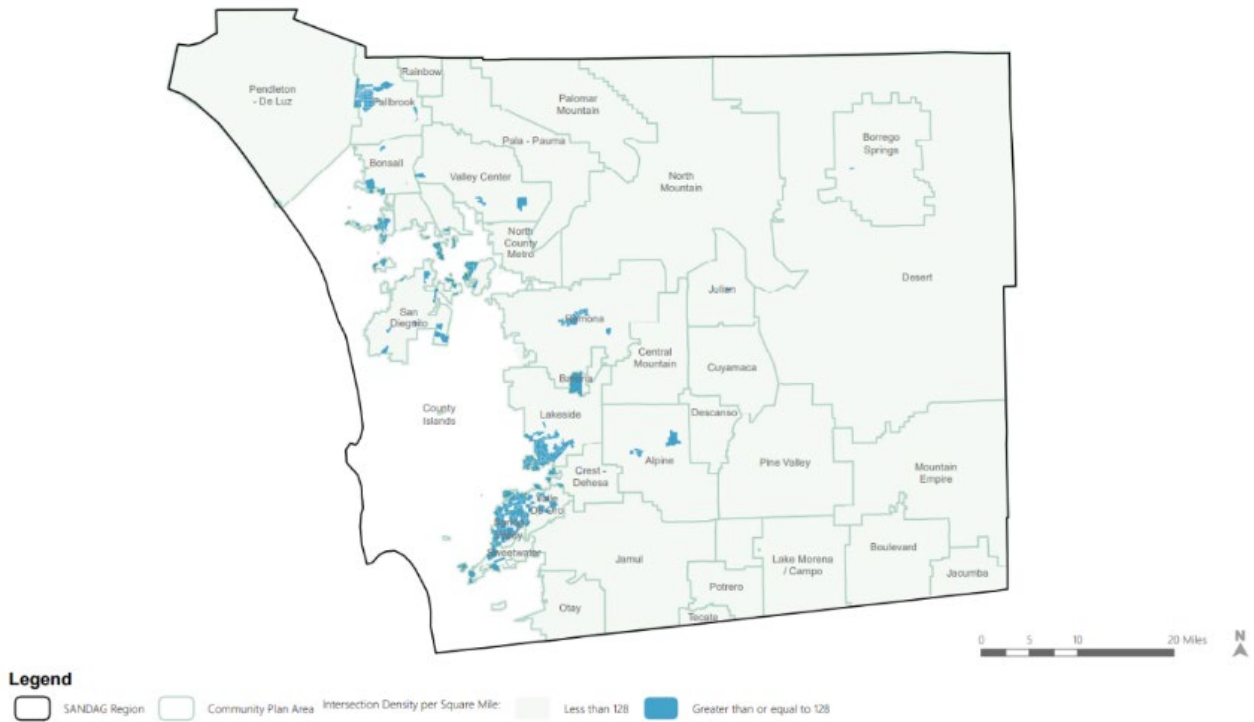 Rainbow
Pendleton
- De Luz
Fallbrook
Palomar
Mountain
Borrego
Springs
Pala - Pauma
Bonsall
Valley Center
North
Mountain
North
County
Metro
Desert
Julian
San
Dieguito
Ramona
Central
Mountain
Cuyamaca
Barona
County
Islands
Lakeside
Descanso
Alpine
Pine Valley
Crest -
Dehesa
Mountain
Empire
Valle
De Oro
Spring
Valley
Sweetwater
Jamul
Lake Morena
/ Campo
Boulevard
Jacumba
Potrero
Otay
Tecate
0 5 10 20 Miles
N
Legend
SANDAG Region
Community Plan Area
Intersection Density per Square Mile:
Less than 128
Greater than or equal to 128